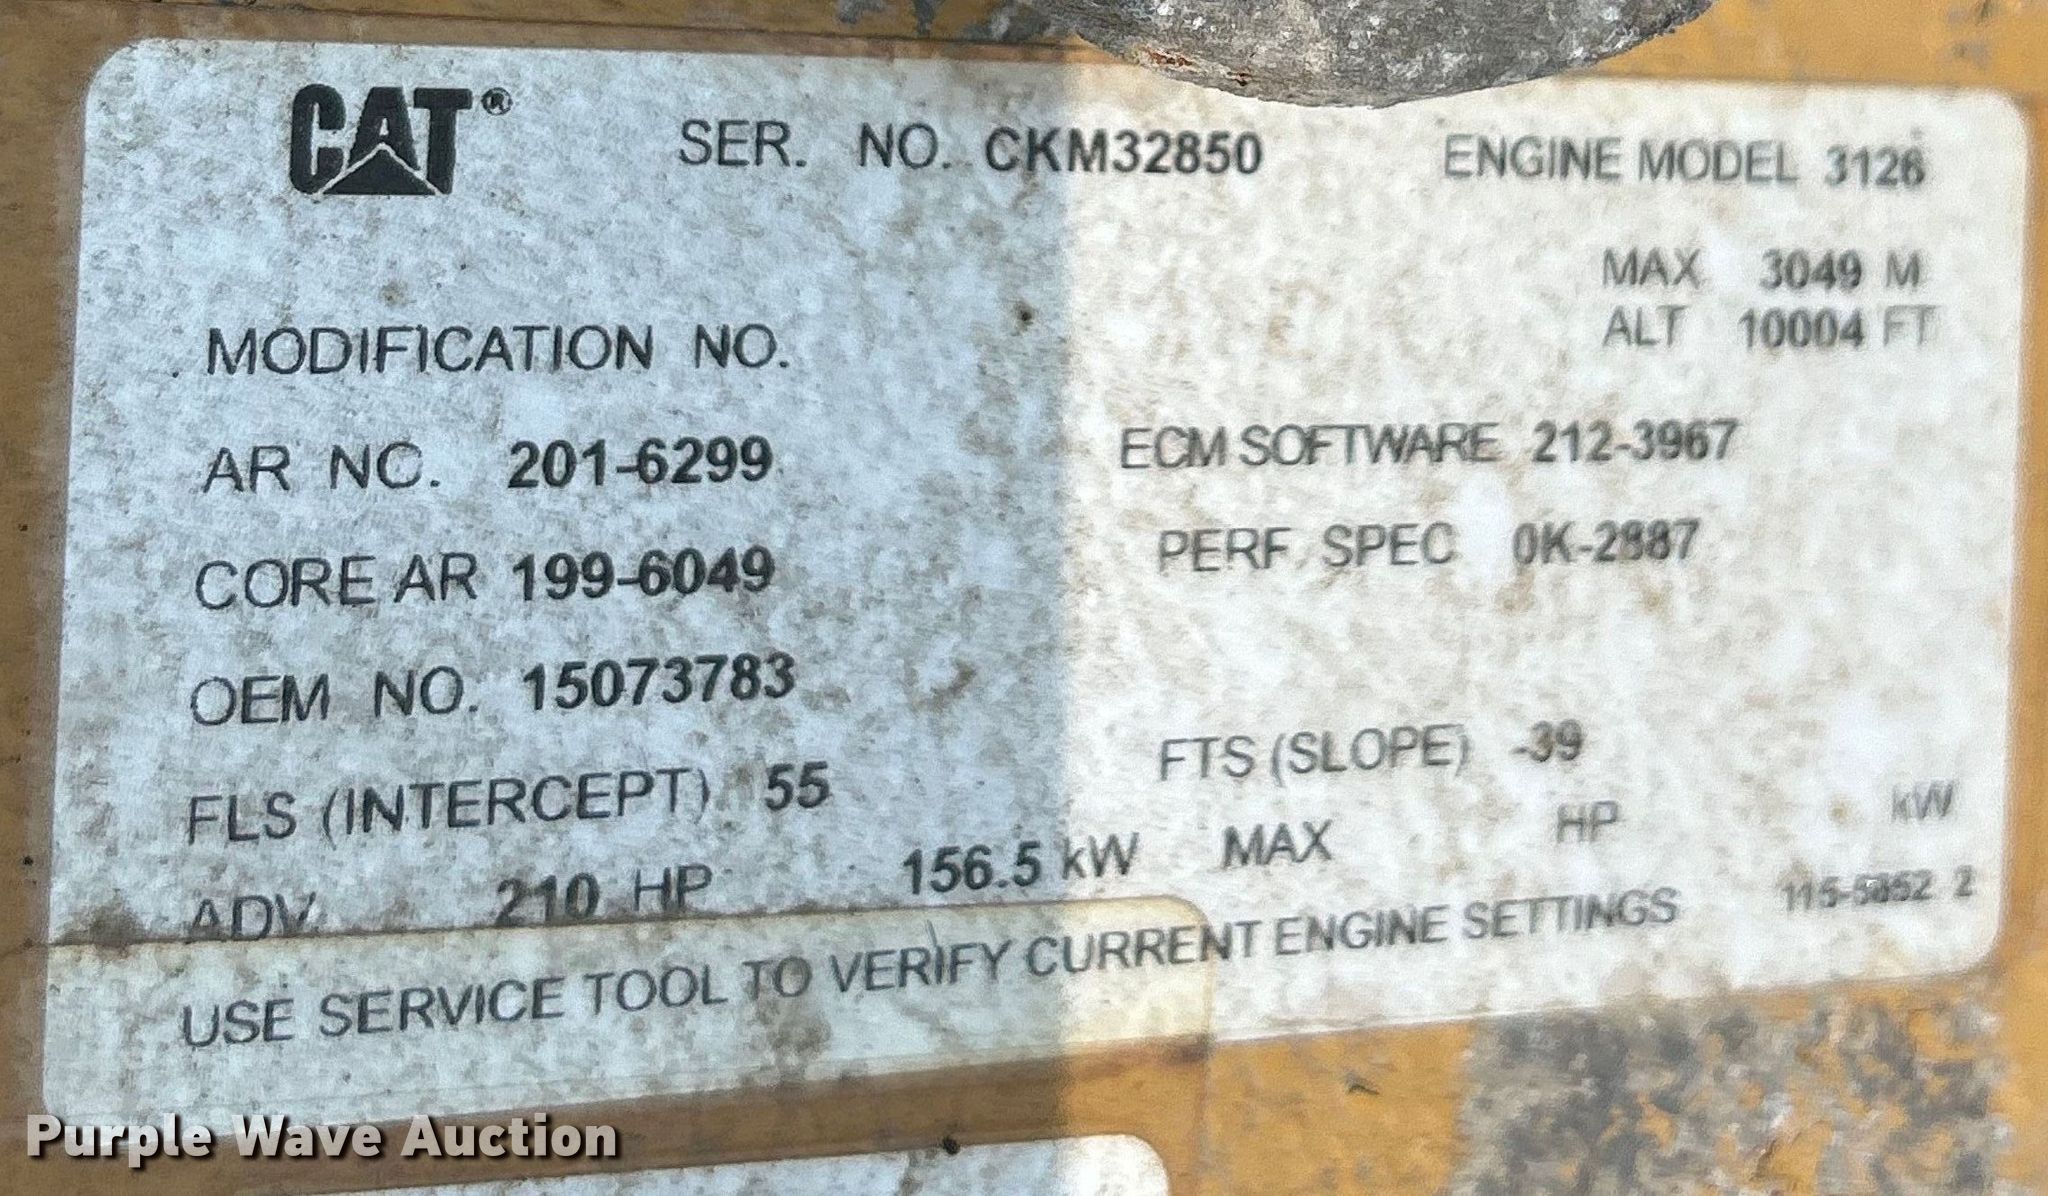 CAT® SER. NO. CKM32850 ENGINE MODEL 3126
MAX 3049 M
ALT 10004 FT
MODIFICATION NO.
AR NO. 201-6299 ECM SOFTWARE 212-3967
CORE AR 199-6049 PERF SPEC 0K-2887
OEM NO. 15073783
FLS (INTERCEPT) 55 FTS (SLOPE) -39
ADV 210 HP 156.5 kW MAX HP kW
USE SERVICE TOOL TO VERIFY CURRENT ENGINE SETTINGS 115-5852 2
Purple Wave Auction